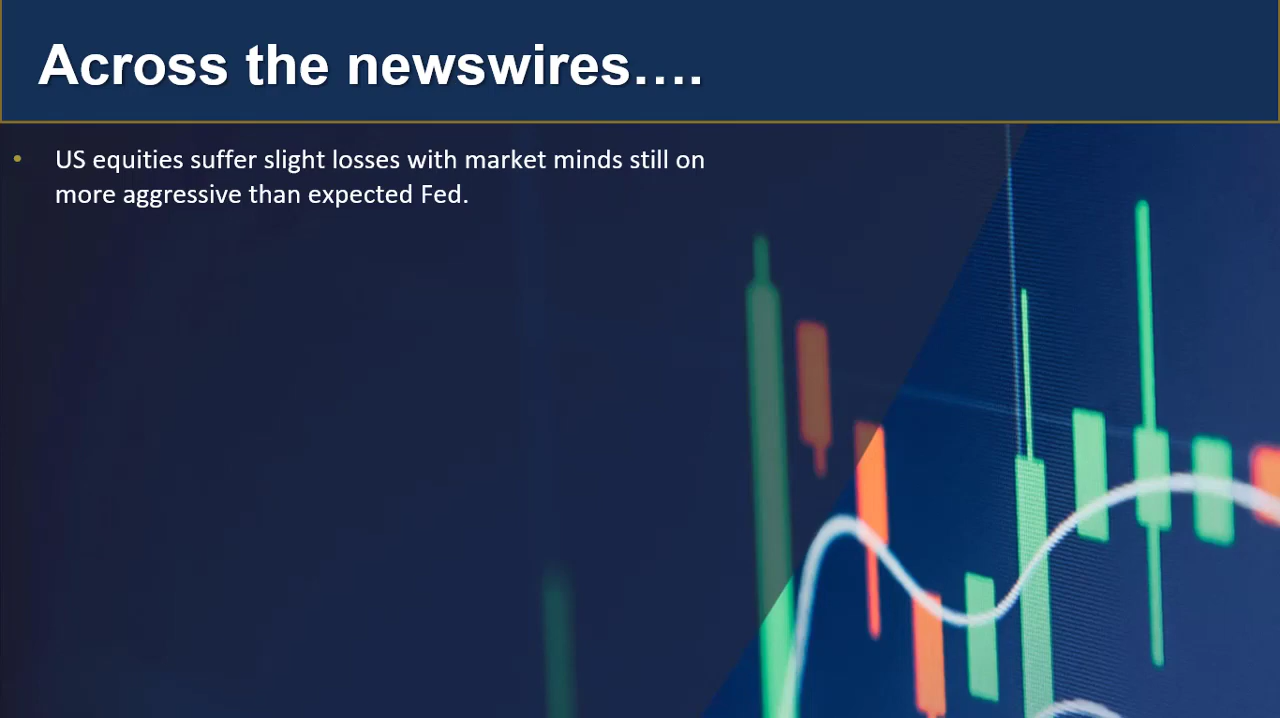 Across the newswires….
• US equities suffer slight losses with market minds still on
more aggressive than expected Fed.